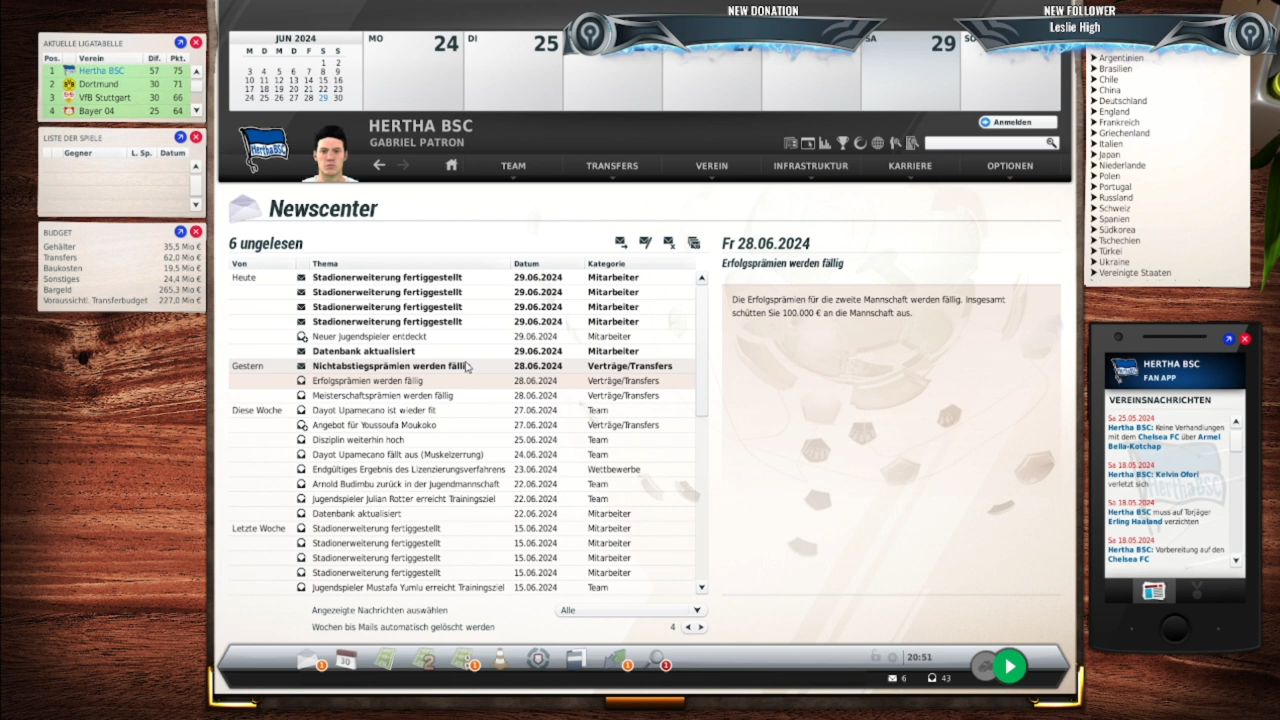 NEW DONATION
NEW FOLLOWER
Leslie High
AKTUELLE LIGATABELLE
Pos. Verein Dif. Pkt.
1 Hertha BSC 57 75
2 Dortmund 30 71
3 VfB Stuttgart 30 66
4 Bayer 04 25 64
LISTE DER SPIELE
Gegner L. Sp. Datum
BUDGET
Gehälter 35,5 Mio €
Transfers 62,0 Mio €
Baukosten 19,5 Mio €
Sonstiges 24,4 Mio €
Bargeld 265,3 Mio €
Voraussichtl. Transferbudget 227,0 Mio €
JUN 2024
M D M D F S S
1 2
3 4 5 6 7 8 9
10 11 12 13 14 15 16
17 18 19 20 21 22 23
24 25 26 27 28 29 30
MO 24
DI 25
SA 29
SO
HERTHA BSC
GABRIEL PATRON
Anmelden
TEAM TRANSFERS VEREIN INFRASTRUKTUR KARRIERE OPTIONEN
Newscenter
6 ungelesen
Von Thema Datum Kategorie
Heute Stadionerweiterung fertiggestellt 29.06.2024 Mitarbeiter
Stadionerweiterung fertiggestellt 29.06.2024 Mitarbeiter
Stadionerweiterung fertiggestellt 29.06.2024 Mitarbeiter
Stadionerweiterung fertiggestellt 29.06.2024 Mitarbeiter
Neuer Jugendspieler entdeckt 29.06.2024 Mitarbeiter
Datenbank aktualisiert 29.06.2024 Mitarbeiter
Gestern Nichtabstiegsprämien werden fällig 28.06.2024 Verträge/Transfers
Erfolgsprämien werden fällig 28.06.2024 Verträge/Transfers
Meisterschaftsprämien werden fällig 28.06.2024 Verträge/Transfers
Diese Woche Dayot Upamecano ist wieder fit 27.06.2024 Team
Angebot für Youssoufa Moukoko 27.06.2024 Verträge/Transfers
Disziplin weiterhin hoch 25.06.2024 Team
Dayot Upamecano fällt aus (Muskelzerrung) 24.06.2024 Team
Endgültiges Ergebnis des Lizenzierungsverfahrens 23.06.2024 Wettbewerbe
Arnold Budimbu zurück in der Jugendmannschaft 22.06.2024 Team
Jugendspieler Julian Rotter erreicht Trainingsziel 22.06.2024 Team
Datenbank aktualisiert 22.06.2024 Mitarbeiter
Letzte Woche Stadionerweiterung fertiggestellt 15.06.2024 Mitarbeiter
Stadionerweiterung fertiggestellt 15.06.2024 Mitarbeiter
Stadionerweiterung fertiggestellt 15.06.2024 Mitarbeiter
Stadionerweiterung fertiggestellt 15.06.2024 Mitarbeiter
Jugendspieler Mustafa Yumlu erreicht Trainingsziel 15.06.2024 Team
Angezeigte Nachrichten auswählen Alle
Wochen bis Mails automatisch gelöscht werden 4
Fr 28.06.2024
Erfolgsprämien werden fällig
Die Erfolgsprämien für die zweite Mannschaft werden fällig. Insgesamt
schütten Sie 100.000 € an die Mannschaft aus.
Argentinien
Brasilien
Chile
China
Deutschland
England
Frankreich
Griechenland
Italien
Japan
Niederlande
Polen
Portugal
Russland
Schweiz
Spanien
Südkorea
Tschechien
Türkei
Ukraine
Vereinigte Staaten
HERTHA BSC
FAN APP
VEREINSNACHRICHTEN
Sa 25.05.2024
Hertha BSC: Keine Verhandlungen
mit dem Chelsea FC über Armel
Bella-Kotchap
Sa 18.05.2024
Hertha BSC: Kelvin Ofori
verletzt sich
Sa 18.05.2024
Hertha BSC muss auf Torjäger
Erling Haaland verzichten
Sa 18.05.2024
Hertha BSC: Vorbereitung auf den
Chelsea FC
1 30 2 1 1 1
20:51
6 43